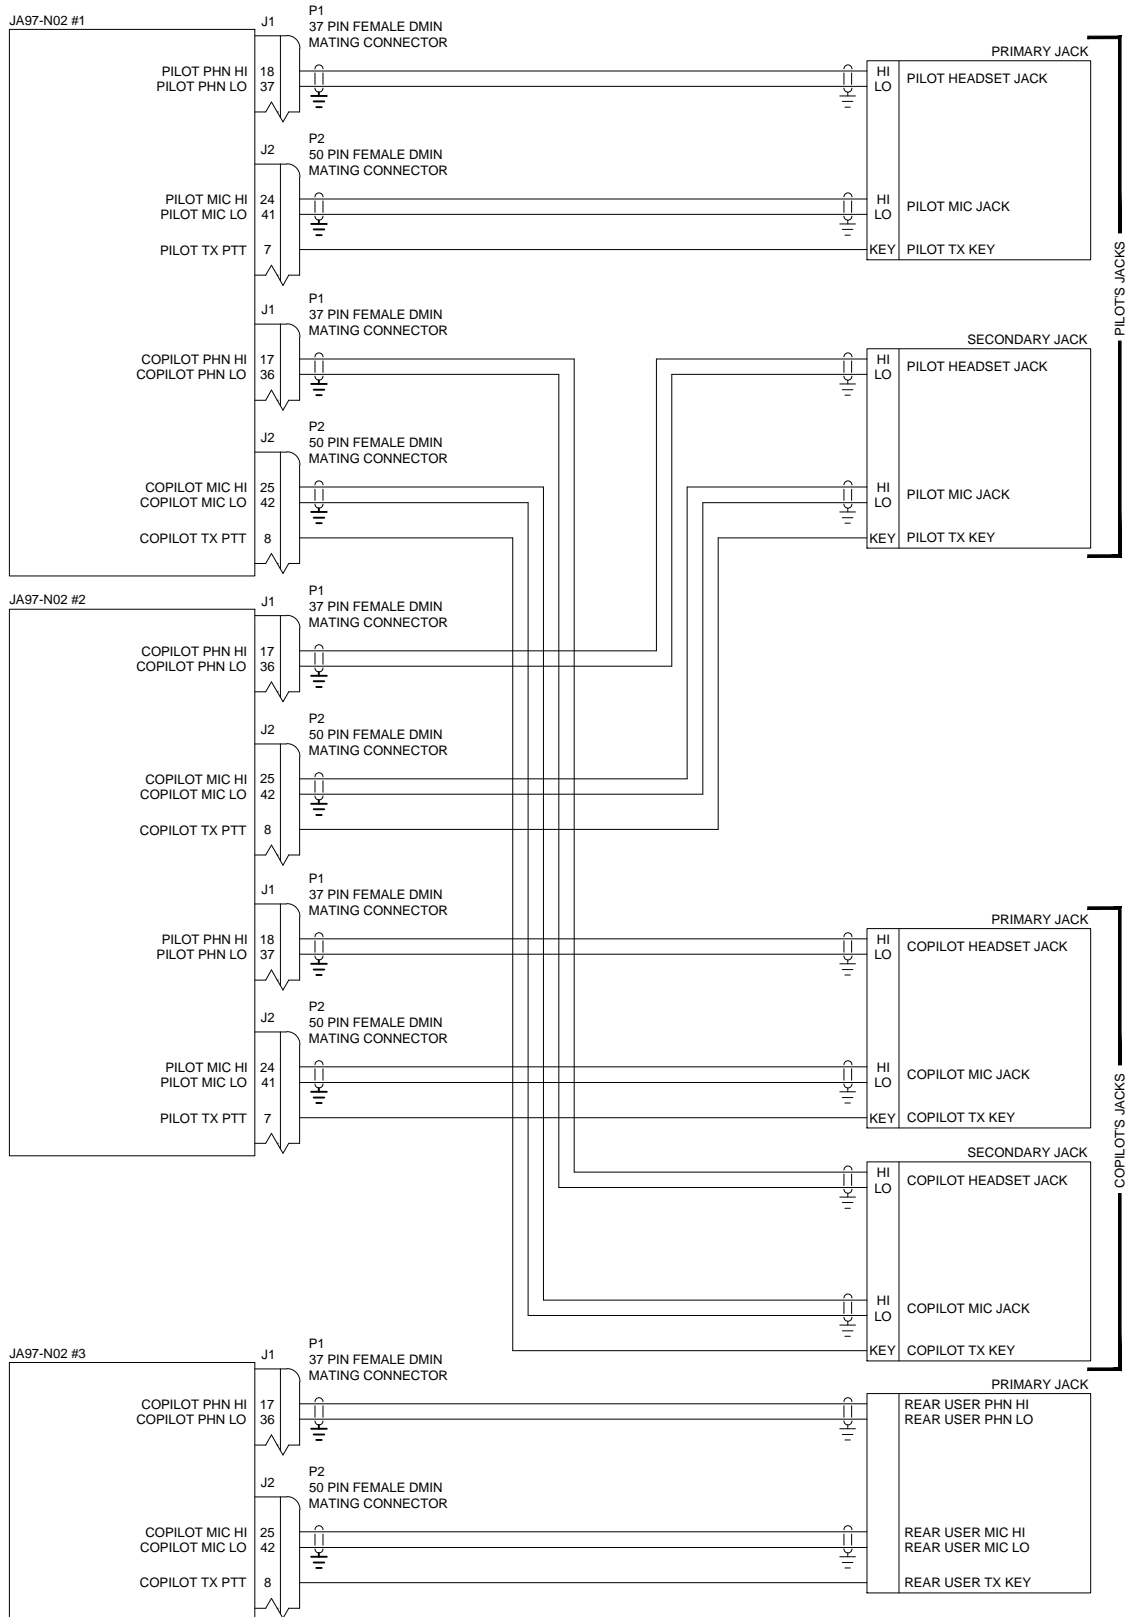 JA97-N02 #1
J1
P1
37 PIN FEMALE DMIN
MATING CONNECTOR
PRIMARY JACK
PILOT PHN HI 18
PILOT PHN LO 37
HI
LO
PILOT HEADSET JACK
J2
P2
50 PIN FEMALE DMIN
MATING CONNECTOR
PILOT MIC HI 24
PILOT MIC LO 41
HI
LO
PILOT MIC JACK
PILOT TX PTT 7
KEY PILOT TX KEY
PILOT'S JACKS
J1
P1
37 PIN FEMALE DMIN
MATING CONNECTOR
SECONDARY JACK
COPILOT PHN HI 17
COPILOT PHN LO 36
HI
LO
PILOT HEADSET JACK
J2
P2
50 PIN FEMALE DMIN
MATING CONNECTOR
COPILOT MIC HI 25
COPILOT MIC LO 42
HI
LO
PILOT MIC JACK
COPILOT TX PTT 8
KEY PILOT TX KEY
JA97-N02 #2
J1
P1
37 PIN FEMALE DMIN
MATING CONNECTOR
COPILOT PHN HI 17
COPILOT PHN LO 36
J2
P2
50 PIN FEMALE DMIN
MATING CONNECTOR
COPILOT MIC HI 25
COPILOT MIC LO 42
COPILOT TX PTT 8
J1
P1
37 PIN FEMALE DMIN
MATING CONNECTOR
PRIMARY JACK
PILOT PHN HI 18
PILOT PHN LO 37
HI
LO
COPILOT HEADSET JACK
J2
P2
50 PIN FEMALE DMIN
MATING CONNECTOR
PILOT MIC HI 24
PILOT MIC LO 41
HI
LO
COPILOT MIC JACK
PILOT TX PTT 7
KEY COPILOT TX KEY
COPILOT'S JACKS
SECONDARY JACK
HI
LO
COPILOT HEADSET JACK
HI
LO
COPILOT MIC JACK
KEY COPILOT TX KEY
JA97-N02 #3
J1
P1
37 PIN FEMALE DMIN
MATING CONNECTOR
PRIMARY JACK
COPILOT PHN HI 17
COPILOT PHN LO 36
REAR USER PHN HI
REAR USER PHN LO
J2
P2
50 PIN FEMALE DMIN
MATING CONNECTOR
COPILOT MIC HI 25
COPILOT MIC LO 42
REAR USER MIC HI
REAR USER MIC LO
COPILOT TX PTT 8
REAR USER TX KEY